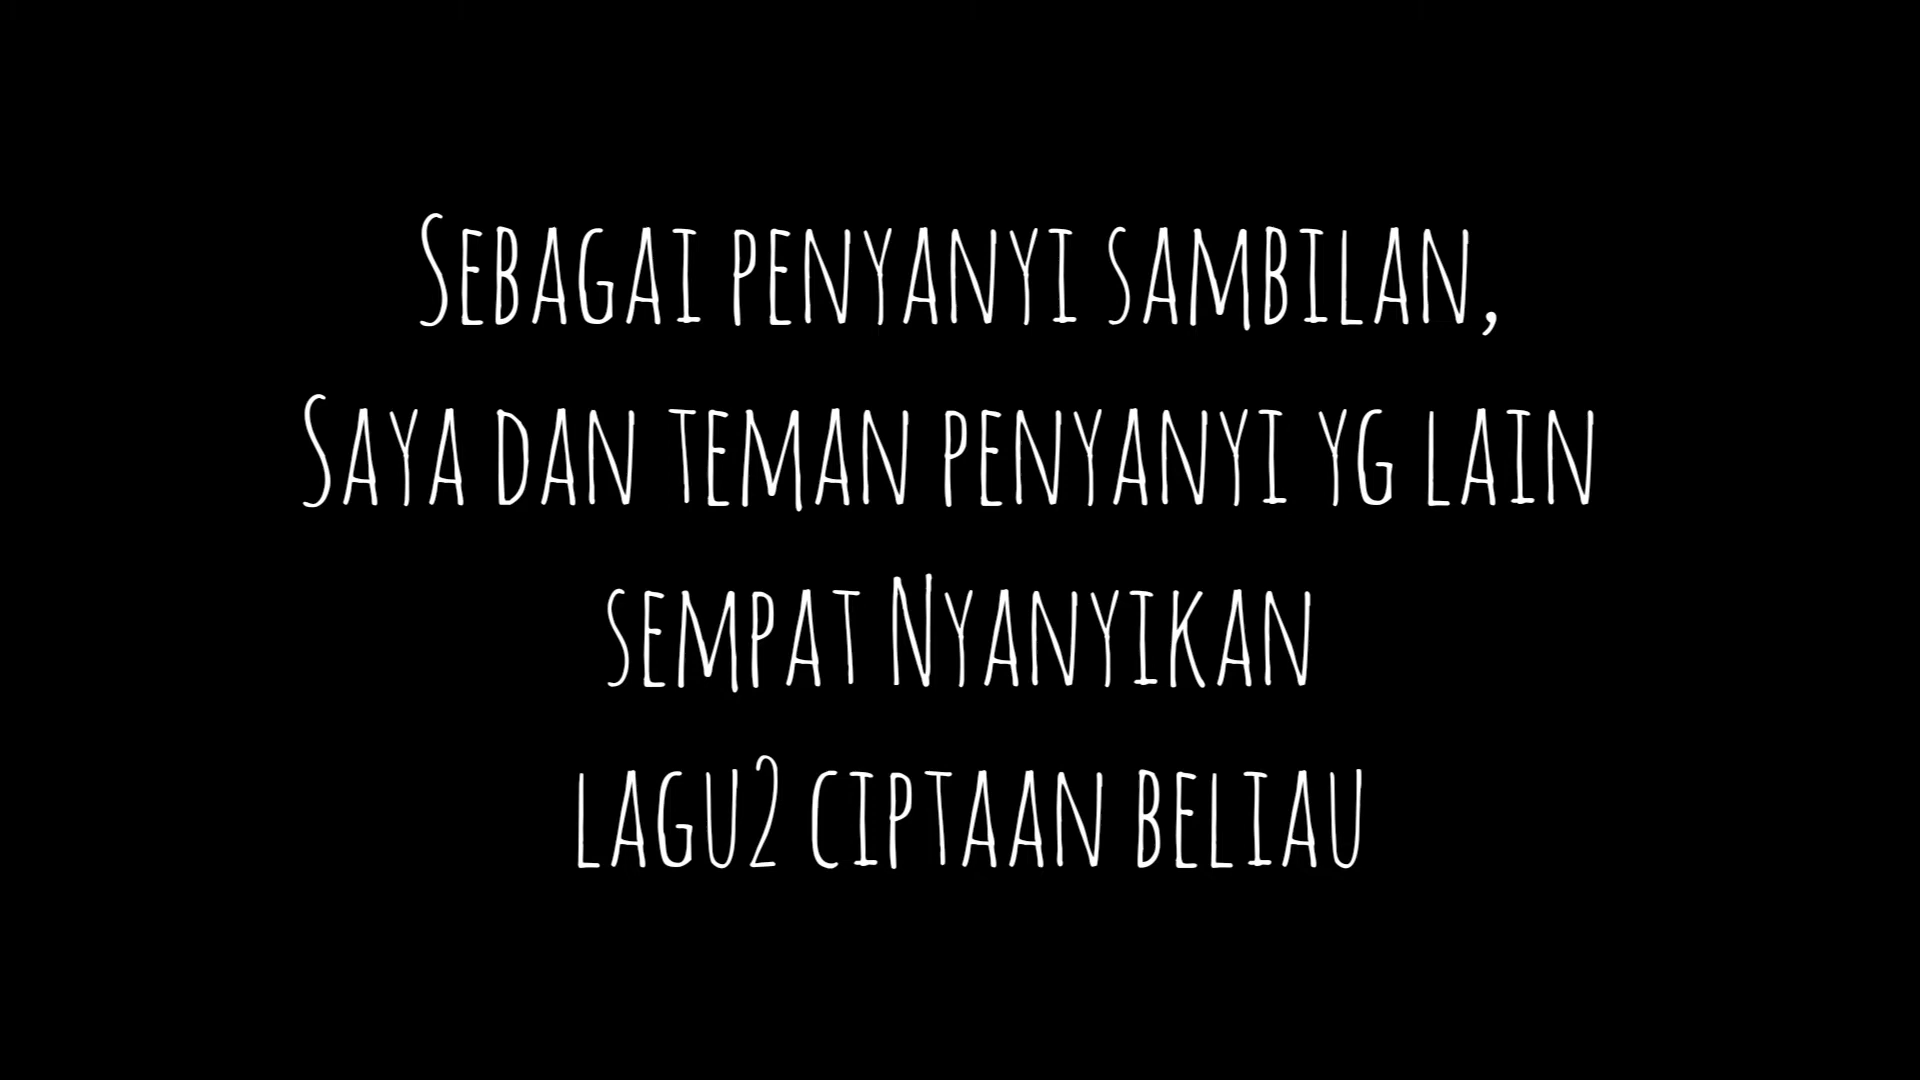 Sebagai penyanyi sambilan,
Saya dan teman penyanyi yg lain
sempat Nyanyikan
lagu2 ciptaan beliau